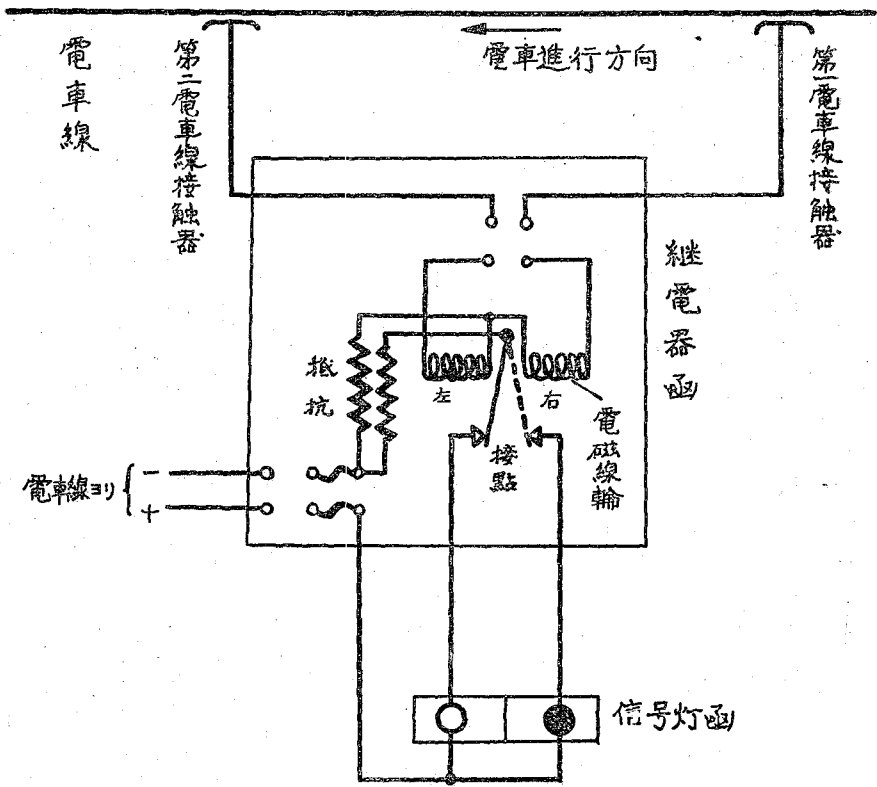 電車線
第二電車線接触器
電車進行方向
第一電車線接触器
継電器函
抵抗
左
右
電磁線輪
接點
電車線ヨリ
−
+
信号灯函